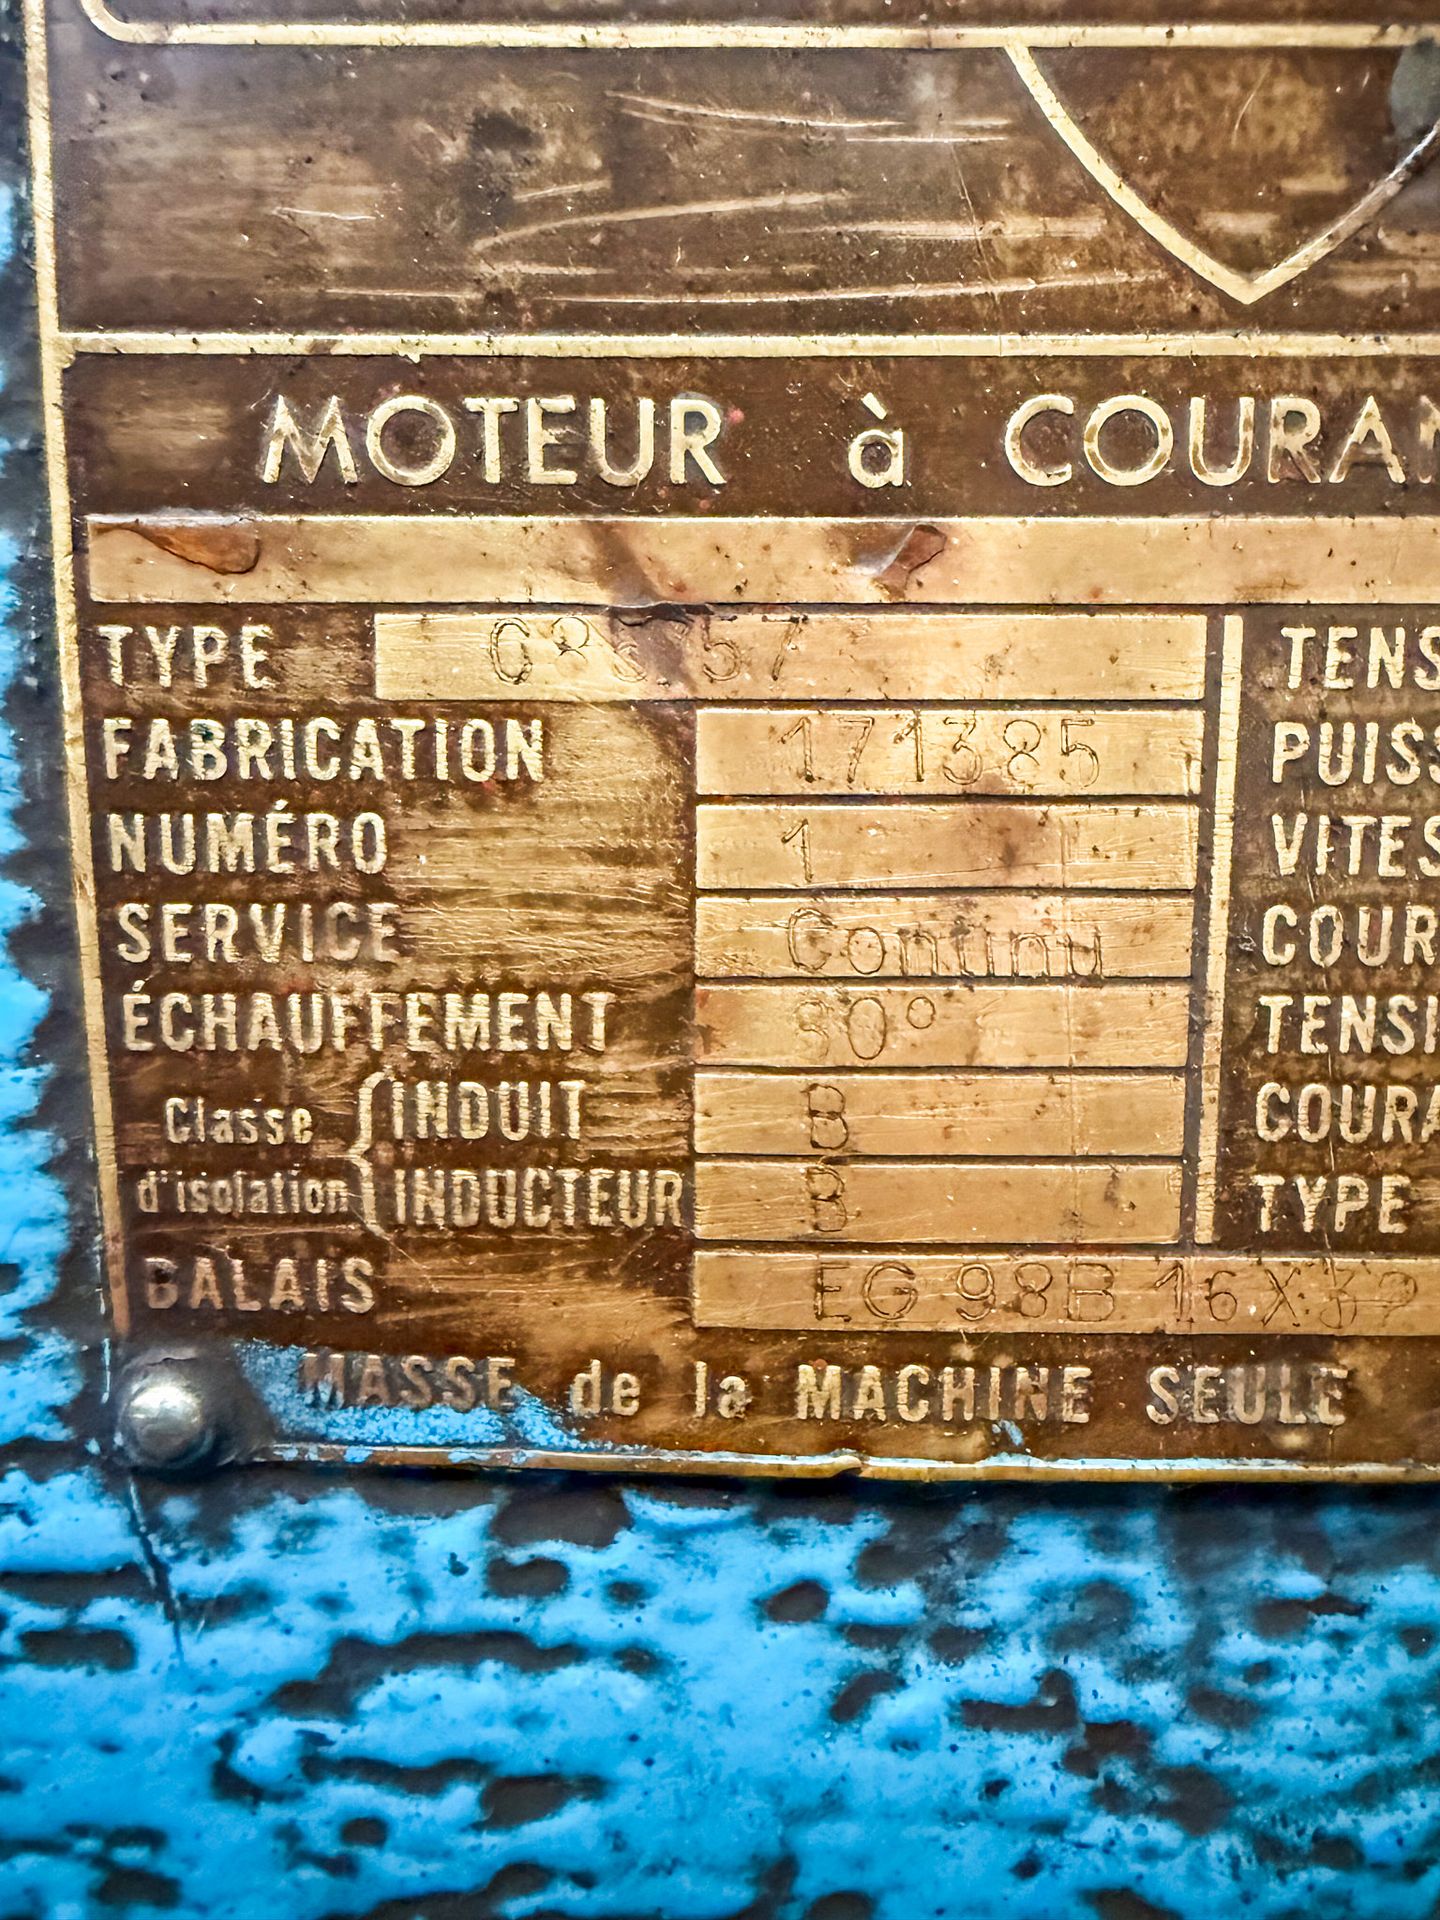 MOTEUR à COURAN
TYPE TENS
FABRICATION 171385 PUISS
NUMÉRO 1 VITES
SERVICE Continu COUR
ÉCHAUFFEMENT TENSI
Classe d'isolation { INDUIT B COURA
INDUCTEUR B TYPE
BALAIS EG 98B
MASSE de la MACHINE SEULE